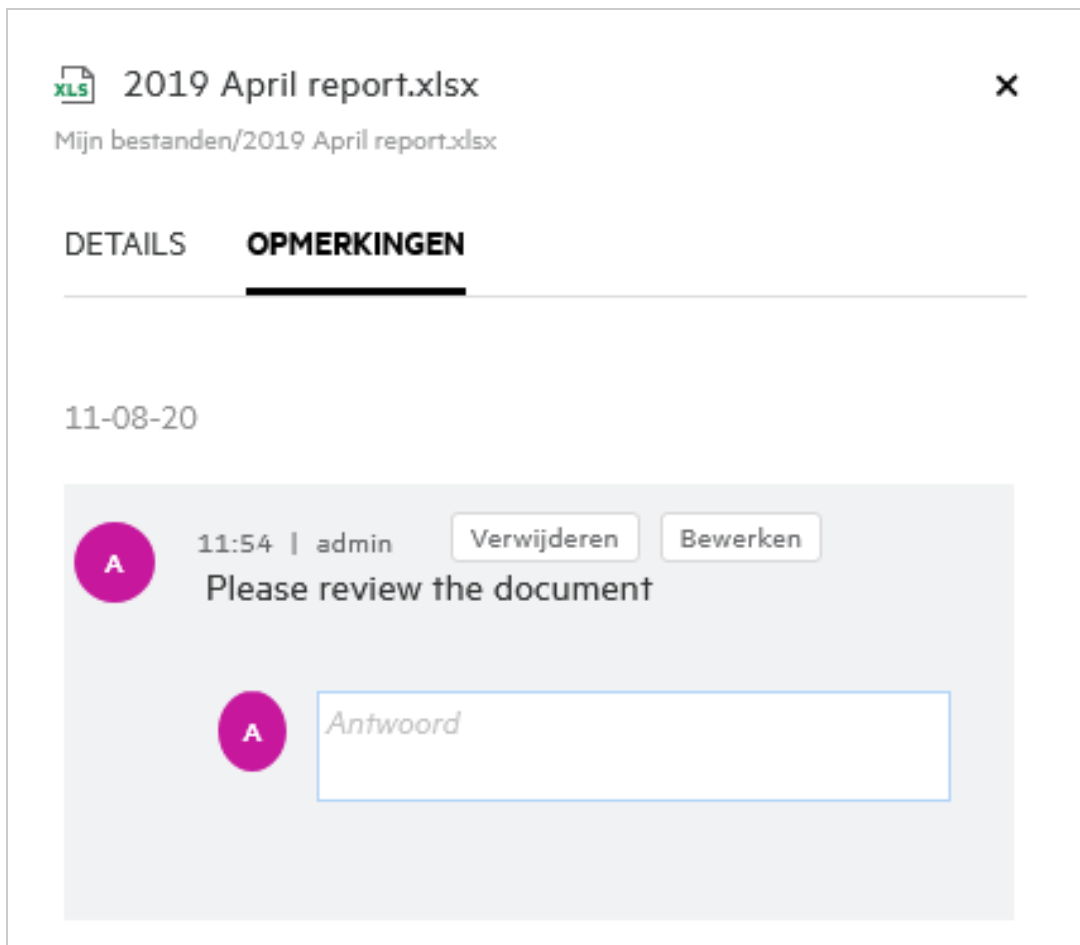 XLS 2019 April report.xlsx
Mijn bestanden/2019 April report.xlsx
DETAILS OPMERKINGEN
11-08-20
A 11:54 | admin Verwijderen Bewerken
Please review the document
A Antwoord